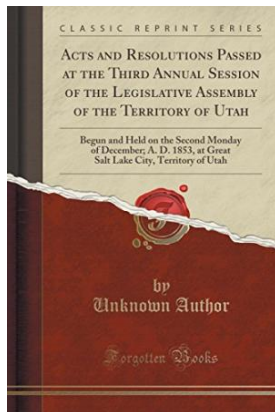 CLASSIC REPRINT SERIES
ACTS AND RESOLUTIONS PASSED
AT THE THIRD ANNUAL SESSION
OF THE LEGISLATIVE ASSEMBLY
OF THE TERRITORY OF UTAH
Begun and Held on the Second Monday
of December; A. D. 1853, at Great
Salt Lake City, Territory of Utah
F
by
Unknown Author
Forgotten Books